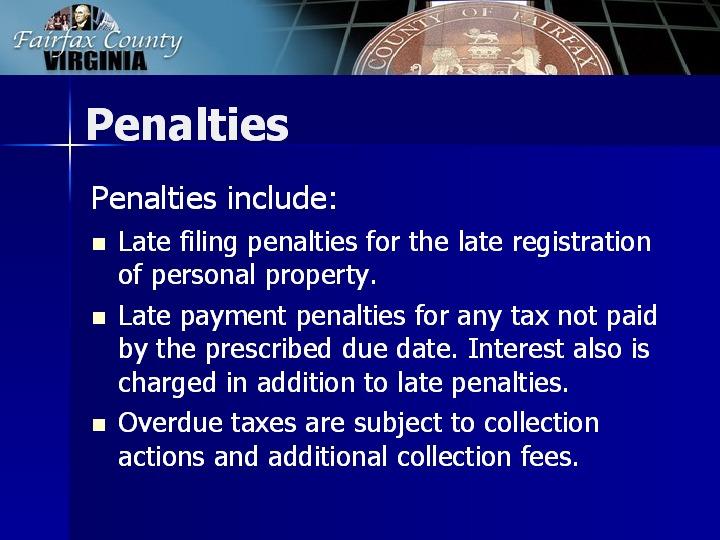 Fairfax County
VIRGINIA
COUNTY OF FAIRFAX
Penalties
Penalties include:
Late filing penalties for the late registration
of personal property.
Late payment penalties for any tax not paid
by the prescribed due date. Interest also is
charged in addition to late penalties.
Overdue taxes are subject to collection
actions and additional collection fees.